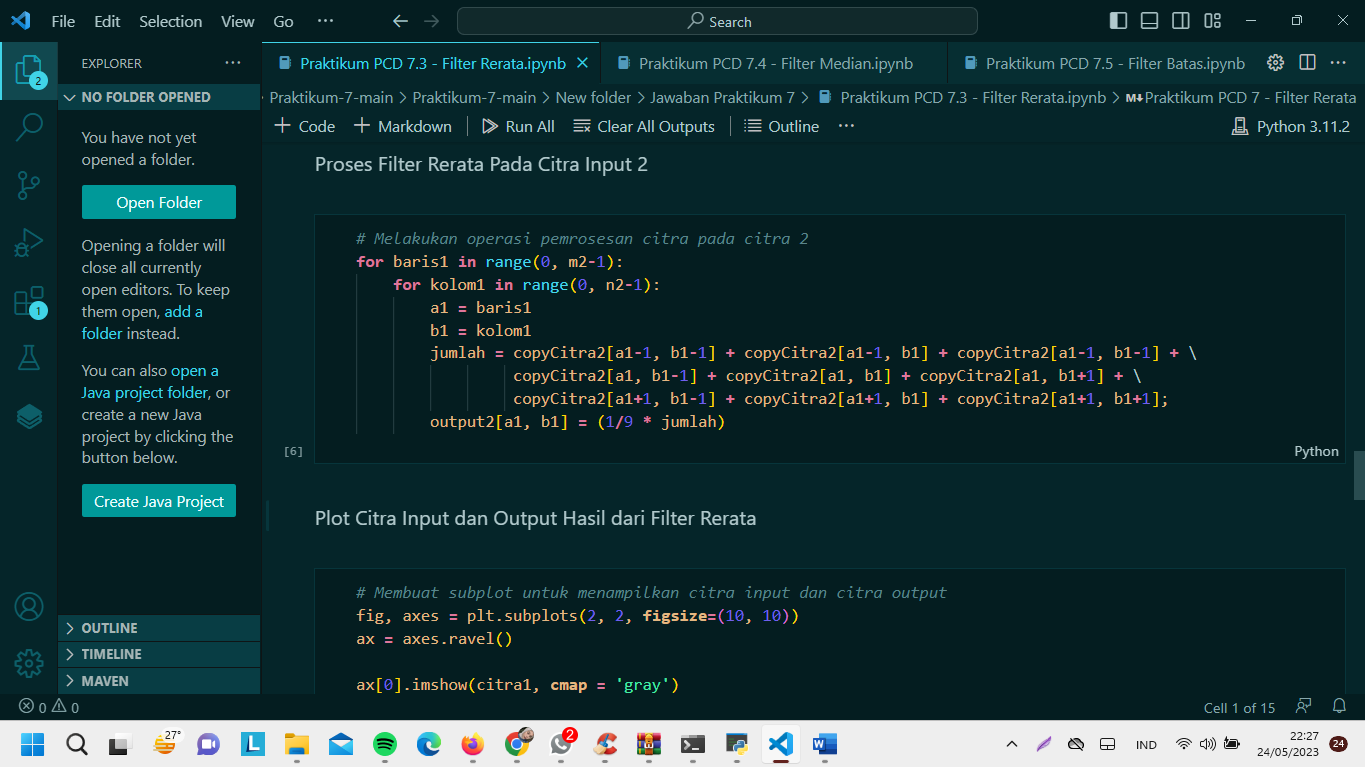 File Edit Selection View Go ··· Search
EXPLORER ···
NO FOLDER OPENED
You have not yet
opened a folder.
Open Folder
Opening a folder will
close all currently
open editors. To keep
them open, add a
folder instead.
You can also open a
Java project folder, or
create a new Java
project by clicking the
button below.
Create Java Project
OUTLINE
TIMELINE
MAVEN
2
1
Praktikum PCD 7.3 - Filter Rerata.ipynb Praktikum PCD 7.4 - Filter Median.ipynb Praktikum PCD 7.5 - Filter Batas.ipynb ···
Praktikum-7-main > Praktikum-7-main > New folder > Jawaban Praktikum 7 > Praktikum PCD 7.3 - Filter Rerata.ipynb > M↓Praktikum PCD 7 - Filter Rerata
+ Code + Markdown Run All Clear All Outputs Outline ··· Python 3.11.2
Proses Filter Rerata Pada Citra Input 2
# Melakukan operasi pemrosesan citra pada citra 2
for baris1 in range(0, m2-1):
    for kolom1 in range(0, n2-1):
        a1 = baris1
        b1 = kolom1
        jumlah = copyCitra2[a1-1, b1-1] + copyCitra2[a1-1, b1] + copyCitra2[a1-1, b1-1] + \
                 copyCitra2[a1, b1-1] + copyCitra2[a1, b1] + copyCitra2[a1, b1+1] + \
                 copyCitra2[a1+1, b1-1] + copyCitra2[a1+1, b1] + copyCitra2[a1+1, b1+1];
        output2[a1, b1] = (1/9 * jumlah)
[6] Python
Plot Citra Input dan Output Hasil dari Filter Rerata
# Membuat subplot untuk menampilkan citra input dan citra output
fig, axes = plt.subplots(2, 2, figsize=(10, 10))
ax = axes.ravel()
ax[0].imshow(citra1, cmap = 'gray')
0 0 Cell 1 of 15
27° L 2 W IND 22:27
24/05/2023 24